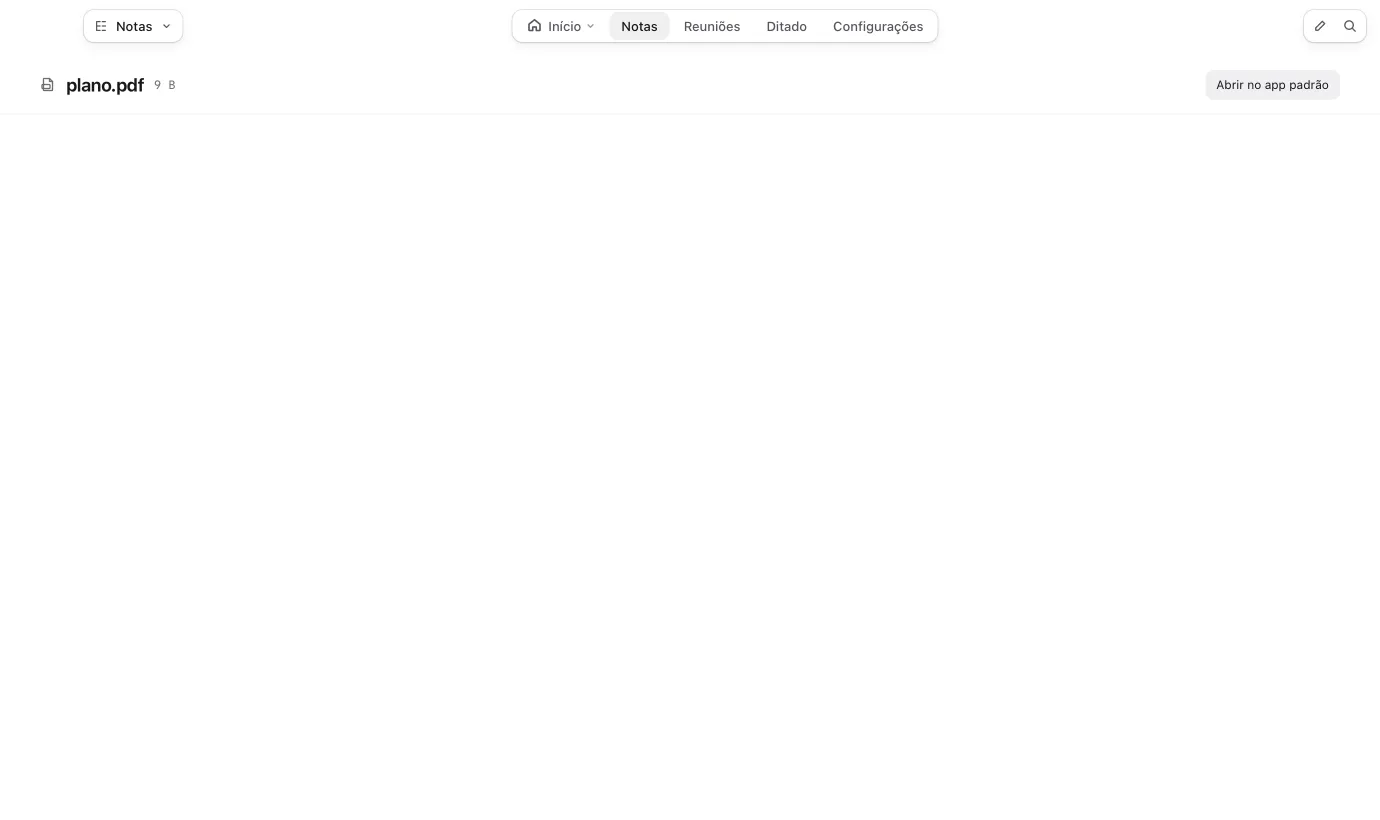 Notas
Início
Notas
Reuniões
Ditado
Configurações
plano.pdf 9 B
Abrir no app padrão